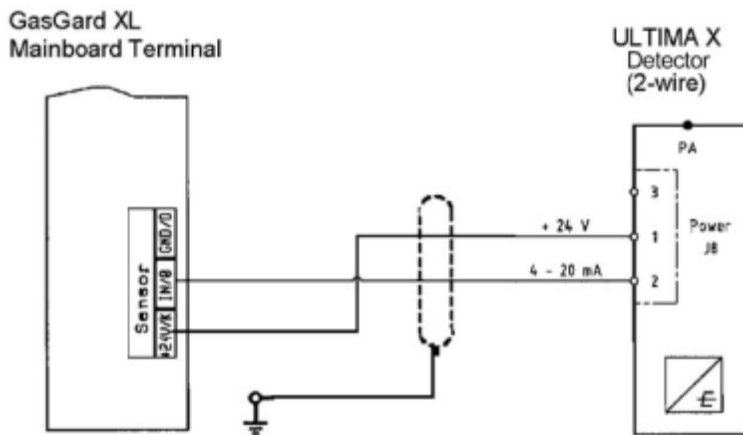 GasGard XL
Mainboard Terminal
ULTIMA X
Detector
(2-wire)
PA
3
Power
J8
+ 24 V
1
4 - 20 mA
2
Sensor
GND/O
IN/B
+24V/K
E